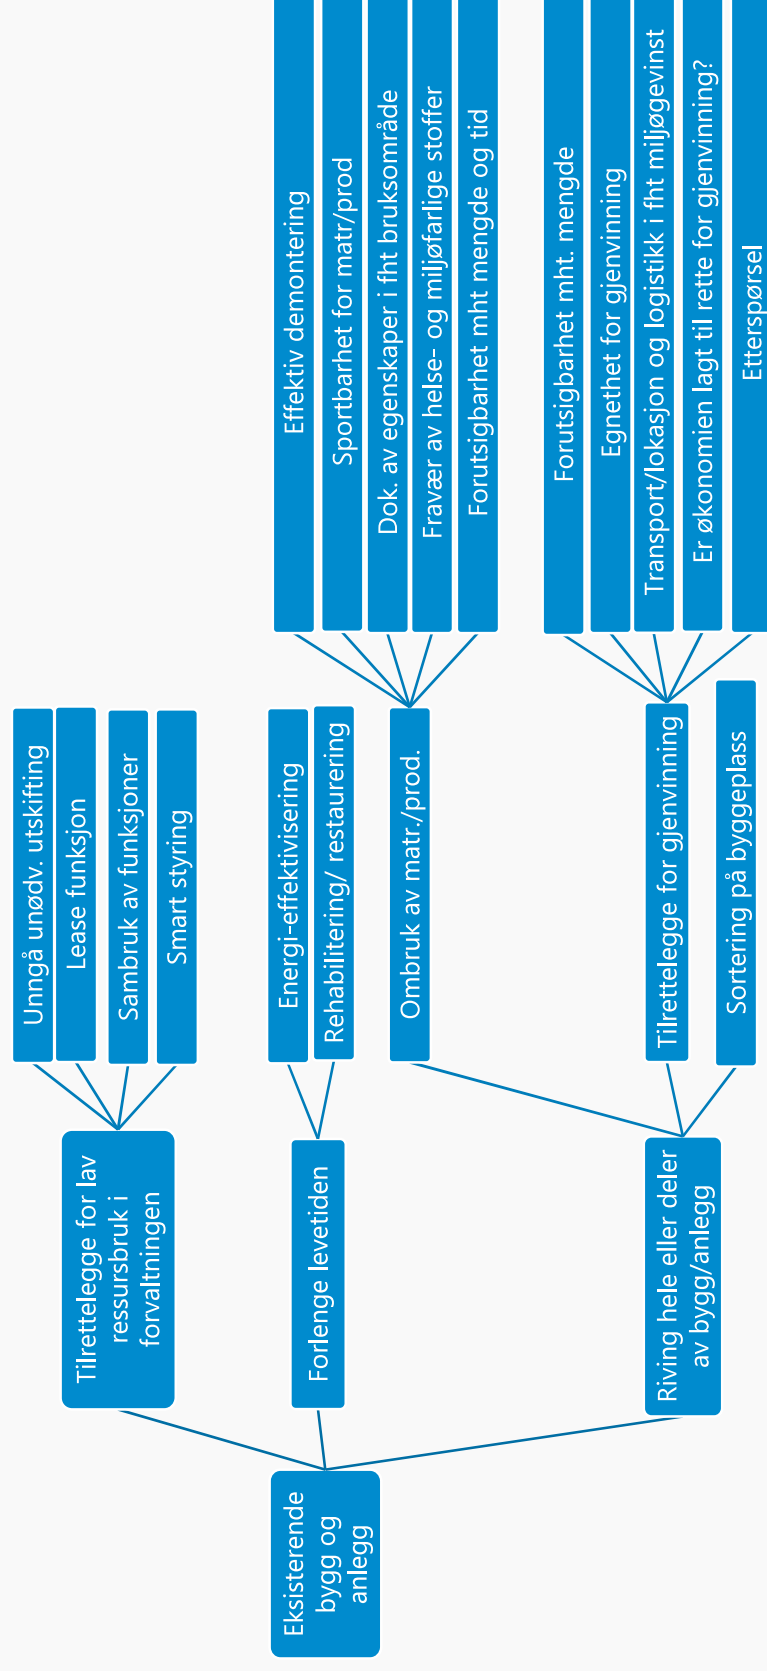 Eksisterende
bygg og
anlegg
Tilrettelegge for lav
ressursbruk i
forvaltningen
Unngå unødv. utskifting
Lease funksjon
Sambruk av funksjoner
Smart styring
Forlenge levetiden
Energi-effektivisering
Rehabilitering/ restaurering
Riving hele eller deler
av bygg/anlegg
Ombruk av matr./prod.
Effektiv demontering
Sportbarhet for matr/prod
Dok. av egenskaper i fht bruksområde
Fravær av helse- og miljøfarlige stoffer
Forutsigbarhet mht mengde og tid
Tilrettelegge for gjenvinning
Forutsigbarhet mht. mengde
Egnethet for gjenvinning
Transport/lokasjon og logistikk i fht miljøgevinst
Er økonomien lagt til rette for gjenvinning?
Etterspørsel
Sortering på byggeplass